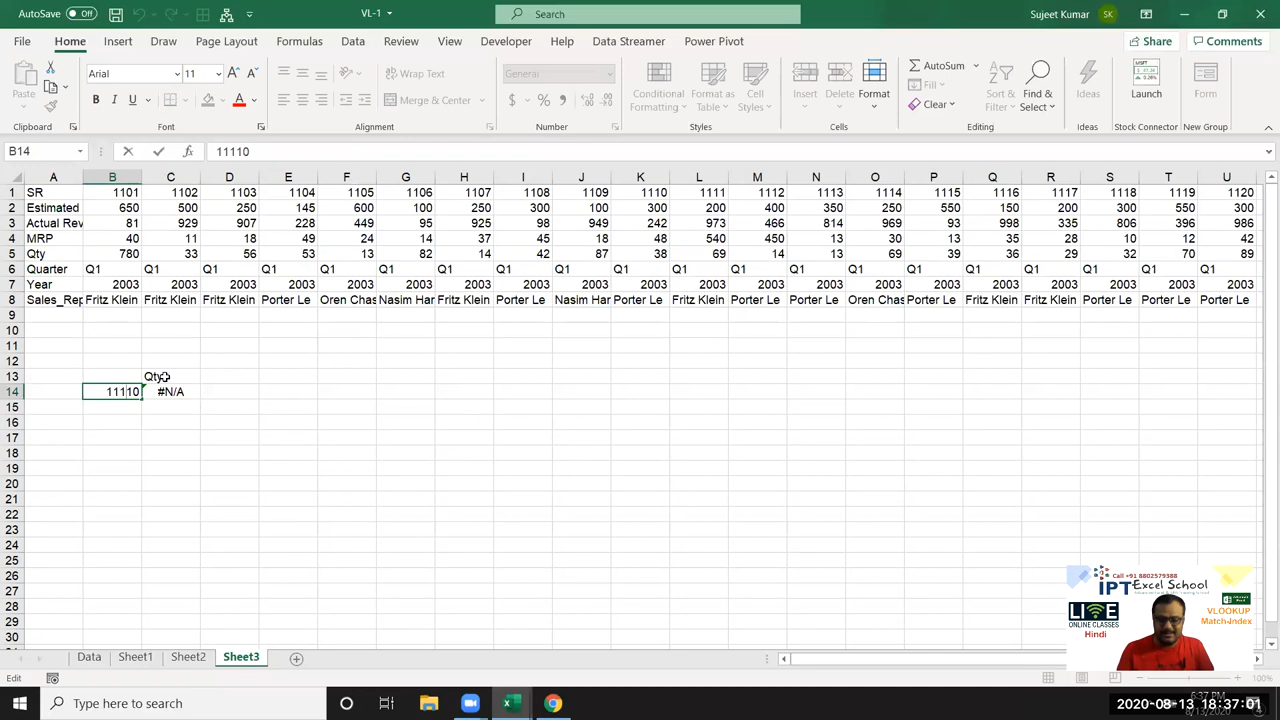 AutoSave Off VL-1 Search Sujeet Kumar SK
File Home Insert Draw Page Layout Formulas Data Review View Developer Help Data Streamer Power Pivot Share Comments
Paste Arial 11 Wrap Text General Conditional Formatting Format as Table Cell Styles Insert Delete Format AutoSum Fill Clear Sort & Filter Find & Select Ideas Launch Form
B I U Merge & Center $ %
Clipboard Font Alignment Number Styles Cells Editing Ideas Stock Connector New Group
B14 fx 11110
A B C D E F G H I J K L M N O P Q R S T U
1 SR 1101 1102 1103 1104 1105 1106 1107 1108 1109 1110 1111 1112 1113 1114 1115 1116 1117 1118 1119 1120
2 Estimated 650 500 250 145 600 100 250 300 100 300 200 400 350 250 550 150 200 300 550 300
3 Actual Rev 81 929 907 228 449 95 925 98 949 242 973 466 814 969 93 998 335 806 396 986
4 MRP 40 11 18 49 24 14 37 45 18 48 540 450 13 30 13 35 28 10 12 42
5 Qty 780 33 56 53 13 82 14 42 87 38 69 14 13 69 39 36 29 32 70 89
6 Quarter Q1 Q1 Q1 Q1 Q1 Q1 Q1 Q1 Q1 Q1 Q1 Q1 Q1 Q1 Q1 Q1 Q1 Q1 Q1 Q1
7 Year 2003 2003 2003 2003 2003 2003 2003 2003 2003 2003 2003 2003 2003 2003 2003 2003 2003 2003 2003 2003
8 Sales_Rep Fritz Klein Fritz Klein Fritz Klein Porter Le Oren Chas Nasim Har Fritz Klein Porter Le Nasim Har Porter Le Fritz Klein Porter Le Porter Le Oren Chas Porter Le Fritz Klein Fritz Klein Porter Le Porter Le Porter Le
9
10
11
12
13 Qty
14 11110 #N/A
15
16
17
18
19
20
21
22
23
24
25
26
27
28
29
30
Call +91 8802579388
IPT Excel School
LIVE
ONLINE CLASSES
Hindi
VLOOKUP
Match-Index
Data Sheet1 Sheet2 Sheet3
Edit 100%
Type here to search
6:37 PM
8/13/2020
2020-08-13 18:37:01